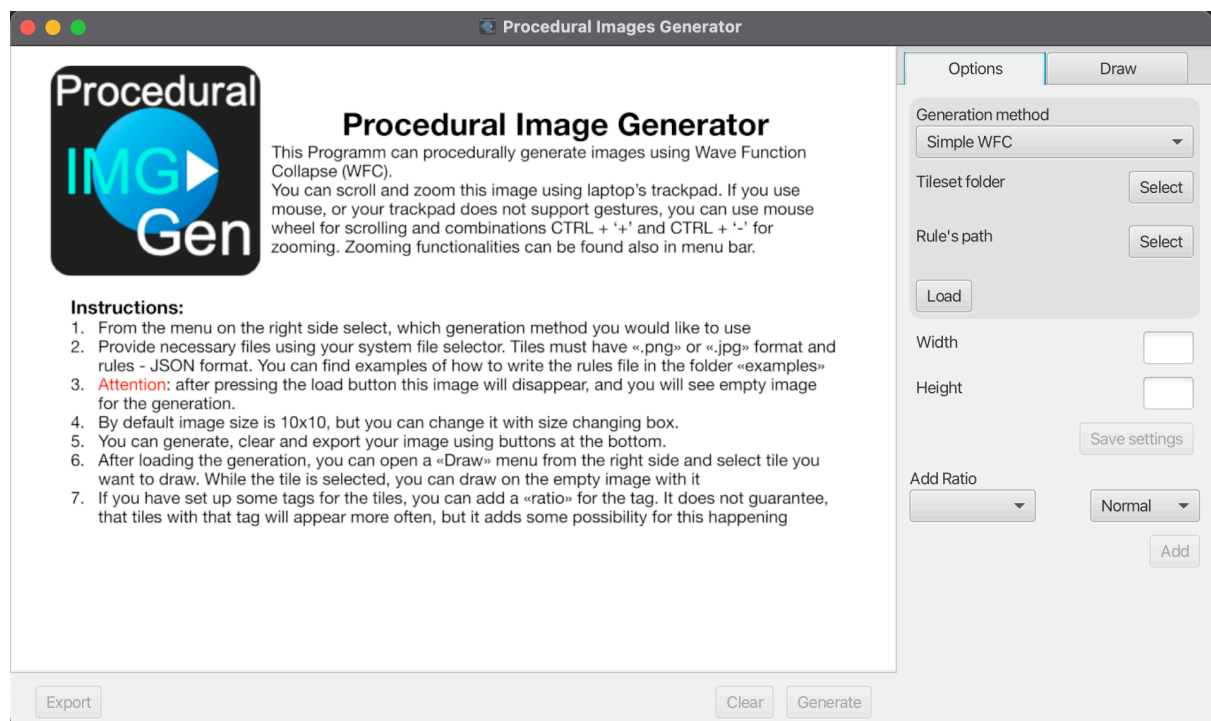 Procedural Images Generator
Procedural
IMG
Gen
Procedural Image Generator
This Programm can procedurally generate images using Wave Function
Collapse (WFC).
You can scroll and zoom this image using laptop's trackpad. If you use
mouse, or your trackpad does not support gestures, you can use mouse
wheel for scrolling and combinations CTRL + ‘+’ and CTRL + ‘-’ for
zooming. Zooming functionalities can be found also in menu bar.
Instructions:
1. From the menu on the right side select, which generation method you would like to use
2. Provide necessary files using your system file selector. Tiles must have «.png» or «.jpg» format and
rules - JSON format. You can find examples of how to write the rules file in the folder «examples»
3. Attention: after pressing the load button this image will disappear, and you will see empty image
for the generation.
4. By default image size is 10x10, but you can change it with size changing box.
5. You can generate, clear and export your image using buttons at the bottom.
6. After loading the generation, you can open a «Draw» menu from the right side and select tile you
want to draw. While the tile is selected, you can draw on the empty image with it
7. If you have set up some tags for the tiles, you can add a «ratio» for the tag. It does not guarantee,
that tiles with that tag will appear more often, but it adds some possibility for this happening
Export
Clear
Generate
Options
Draw
Generation method
Simple WFC
Tileset folder
Select
Rule's path
Select
Load
Width
Height
Save settings
Add Ratio
Normal
Add